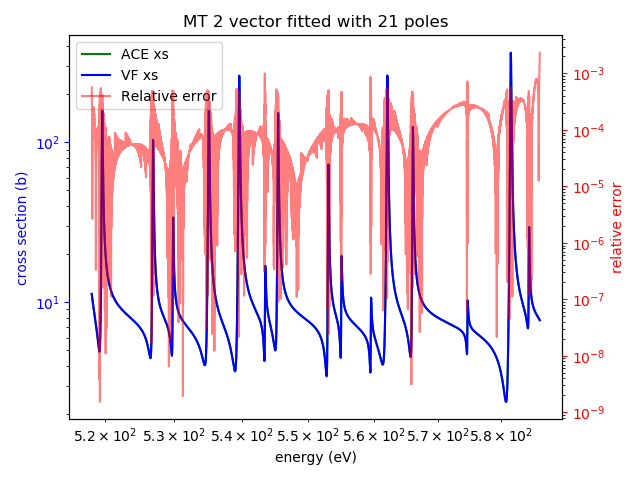 MT 2 vector fitted with 21 poles
ACE xs
VF xs
Relative error
cross section (b)
10²
10¹
relative error
10⁻³
10⁻⁴
10⁻⁵
10⁻⁶
10⁻⁷
10⁻⁸
10⁻⁹
5.2 × 10² 5.3 × 10² 5.4 × 10² 5.5 × 10² 5.6 × 10² 5.7 × 10² 5.8 × 10²
energy (eV)